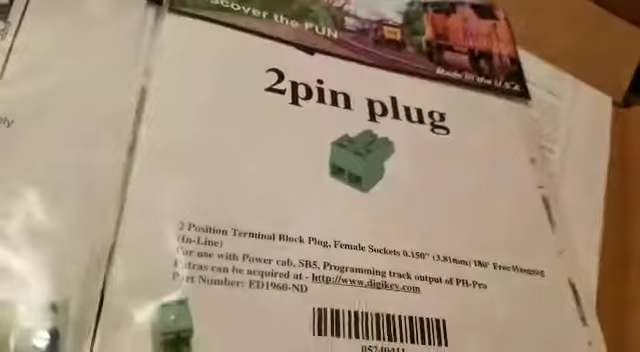 scover the FUN
Made in the U.S.A
2pin plug
2 Position Terminal Block Plug, Female Sockets 0.150" (3.81mm) 180° Free Hanging
(In-Line)
For use with Power cab, SB5, Programming track output of PH-Pro
Extras can be acquired at - http://www.digikey.com
Part Number: ED1960-ND
05240411